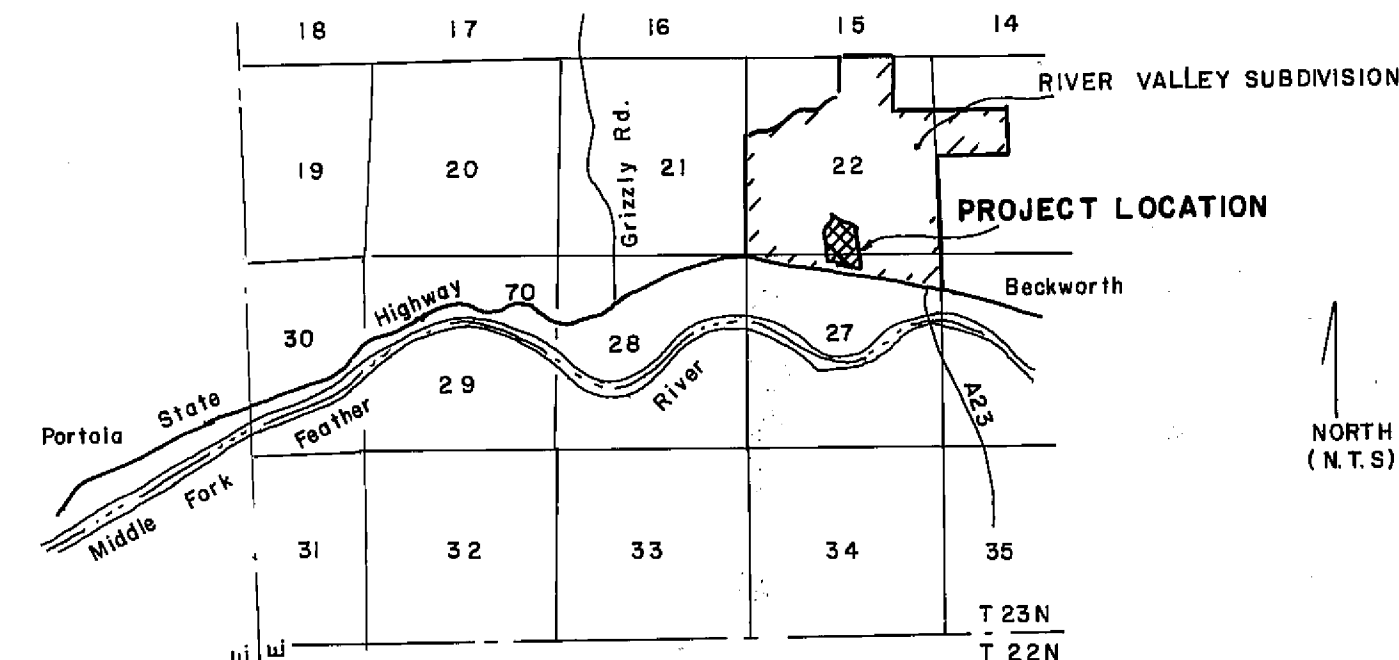 18 17 16 15 14
RIVER VALLEY SUBDIVISION
Grizzly Rd.
19 20 21 22
PROJECT LOCATION
Beckworth
Highway 70
30 28 27
29
State
Portola
Feather
River
A23
Fork
Middle
NORTH
(N.T.S)
31 32 33 34 35
T 23N
T 22N